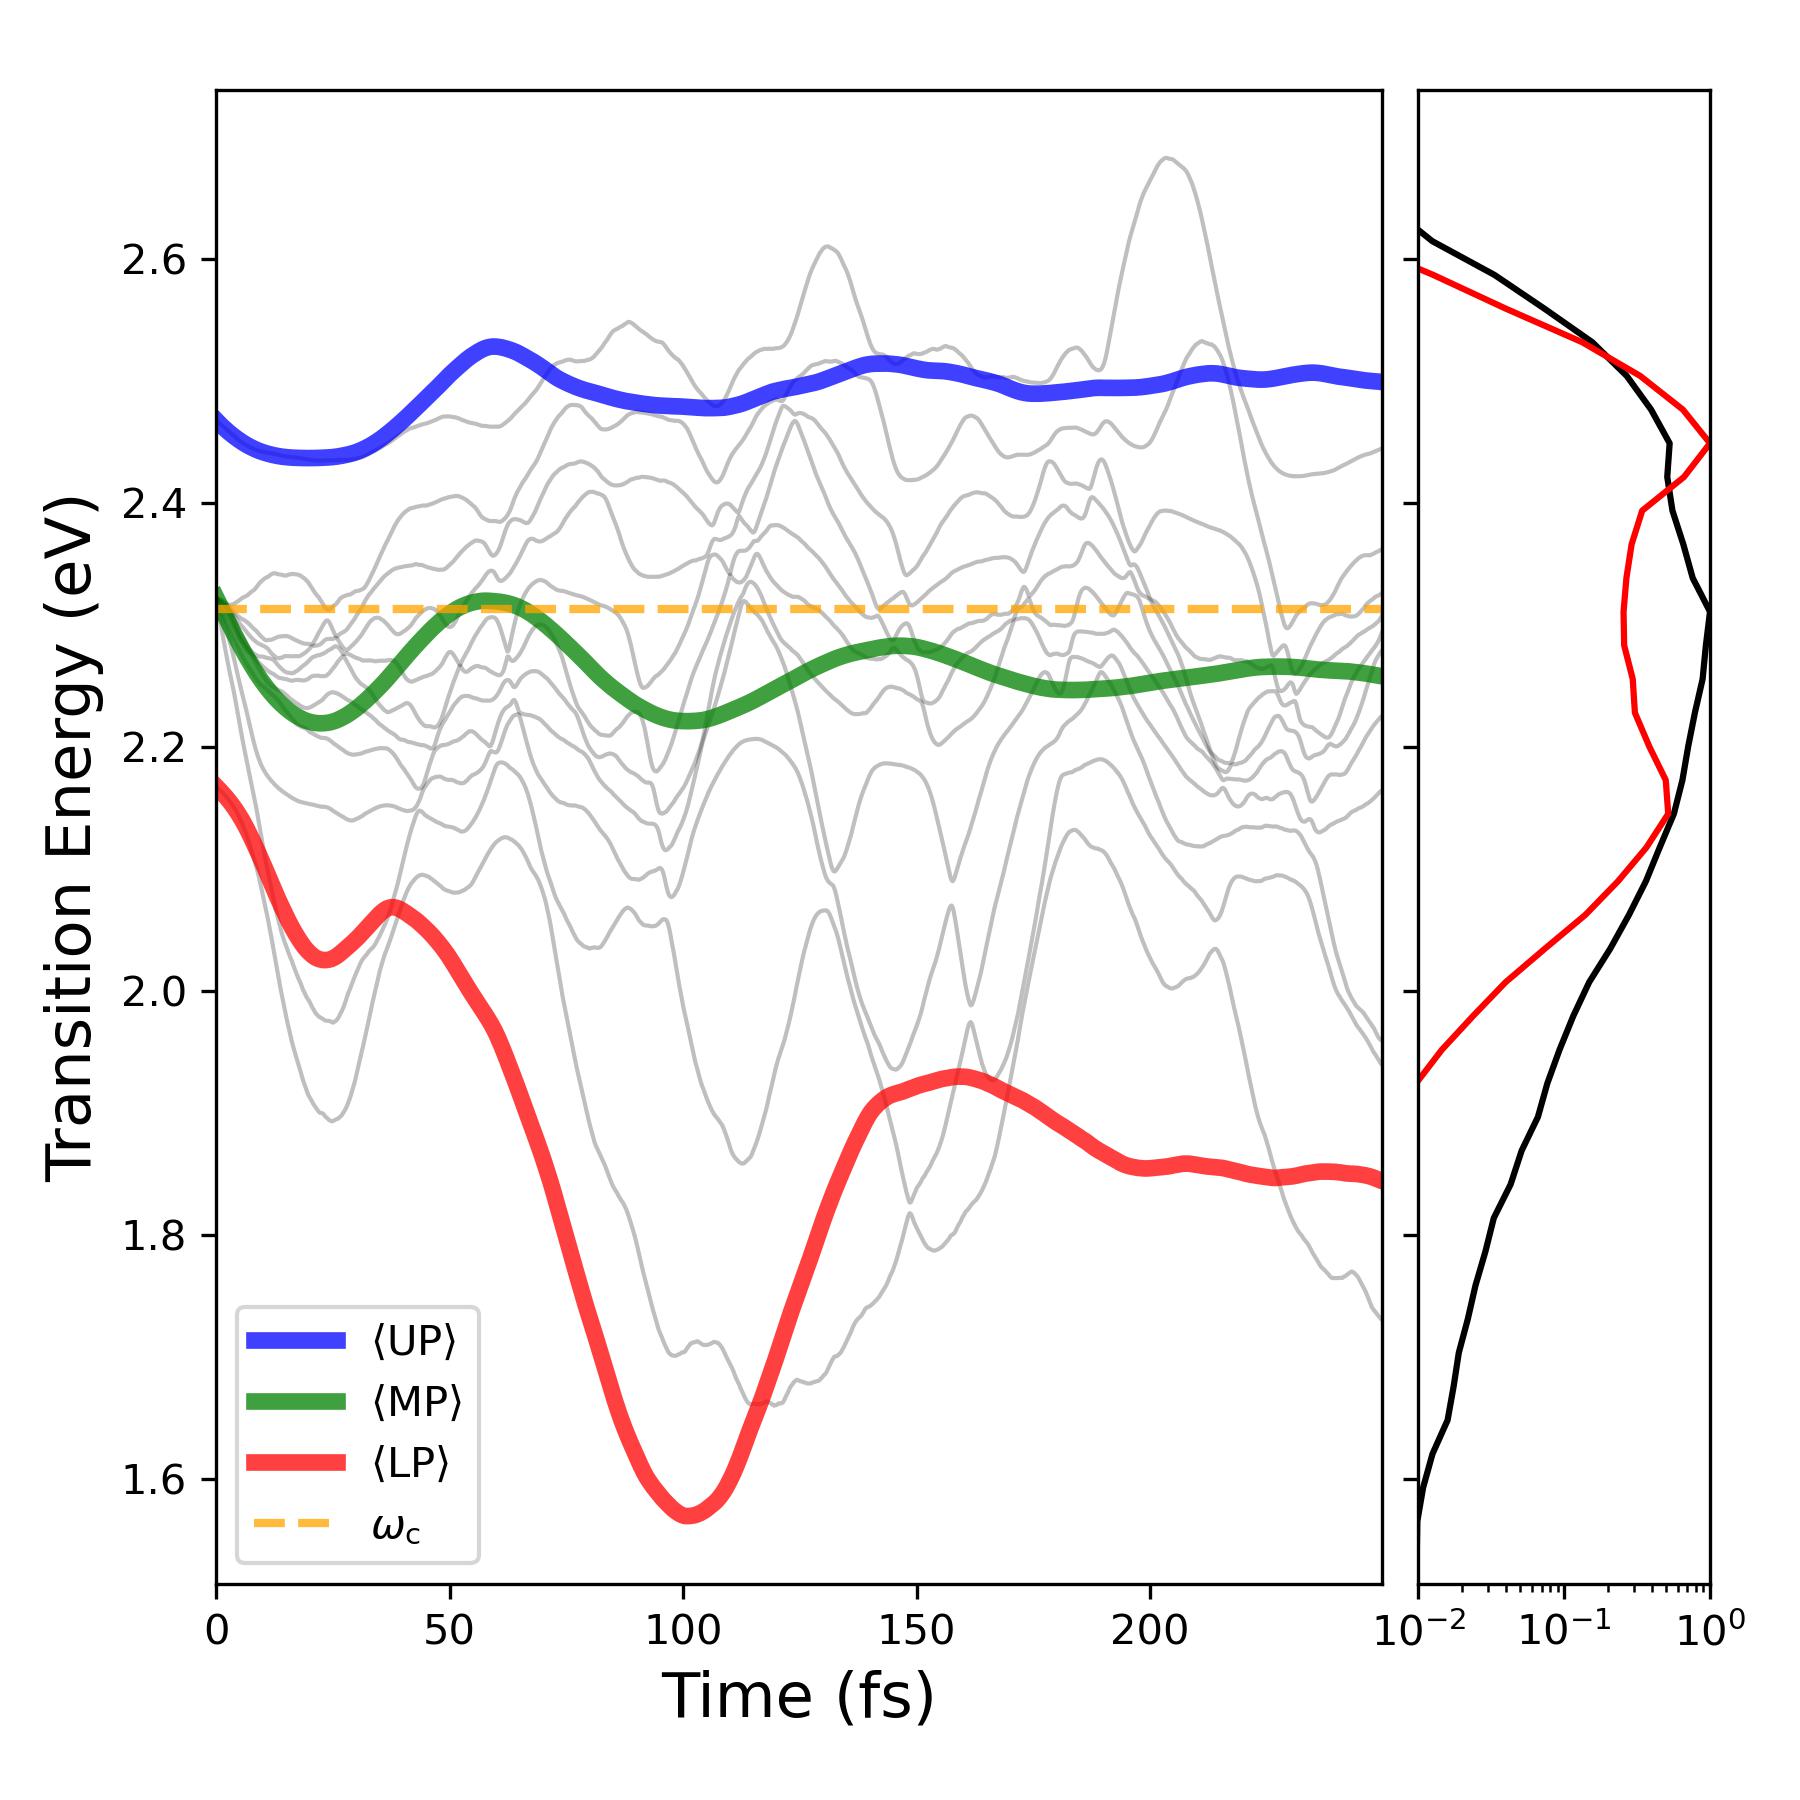 Transition Energy (eV)
2.6
2.4
2.2
2.0
1.8
1.6
⟨UP⟩
⟨MP⟩
⟨LP⟩
ω_c
0 50 100 150 200 10⁻² 10⁻¹ 10⁰
Time (fs)